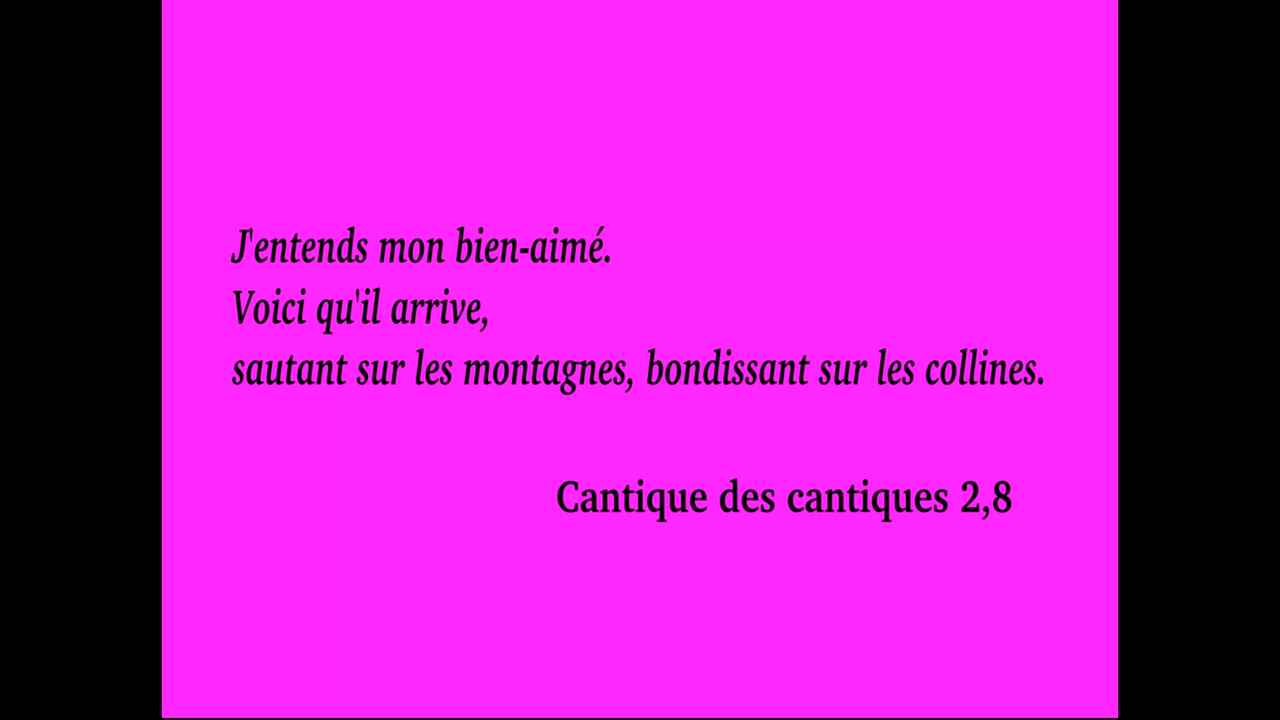 J'entends mon bien-aimé.
Voici qu'il arrive,
sautant sur les montagnes, bondissant sur les collines.
Cantique des cantiques 2,8